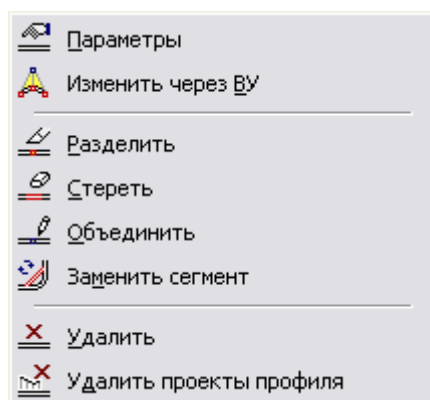 Параметры
Изменить через ВУ
Разделить
Стереть
Объединить
Заменить сегмент
Удалить
Удалить проекты профиля